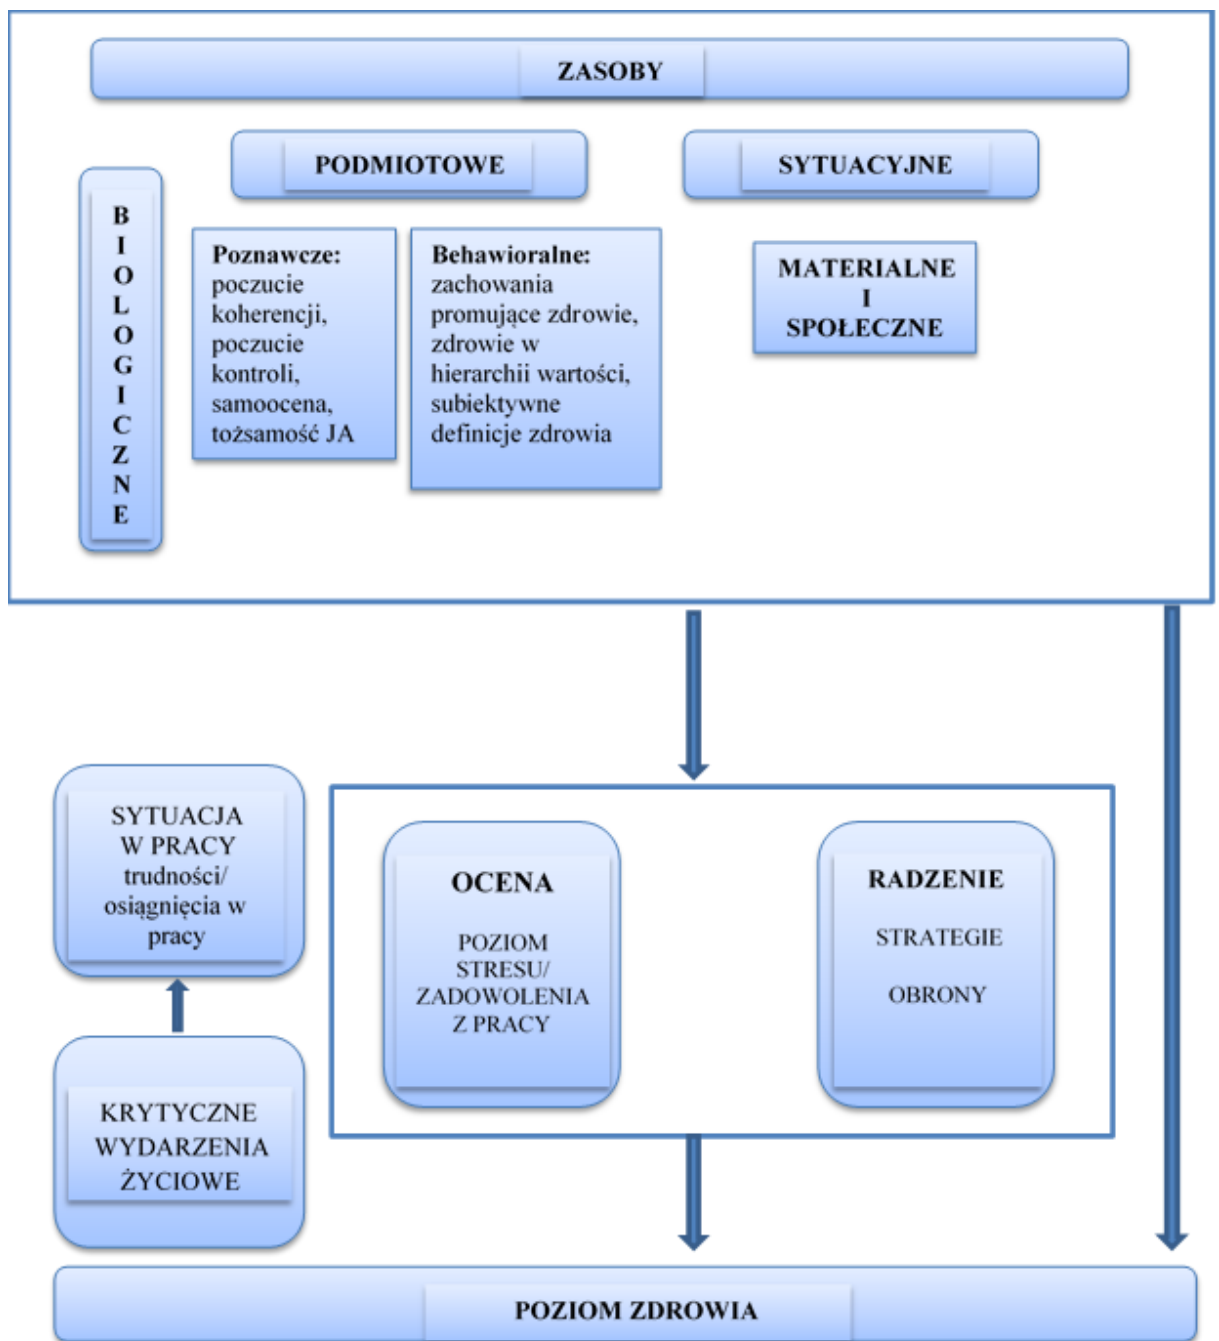 ZASOBY
PODMIOTOWE
SYTUACYJNE
B
I
O
L
O
G
I
C
Z
N
E
Poznawcze:
poczucie
koherencji,
poczucie
kontroli,
samoocena,
tożsamość JA
Behawioralne:
zachowania
promujące zdrowie,
zdrowie w
hierarchii wartości,
subiektywne
definicje zdrowia
MATERIALNE
I
SPOŁECZNE
SYTUACJA
W PRACY
trudności/
osiągnięcia w
pracy
OCENA
POZIOM
STRESU/
ZADOWOLENIA
Z PRACY
RADZENIE
STRATEGIE
OBRONY
KRYTYCZNE
WYDARZENIA
ŻYCIOWE
POZIOM ZDROWIA